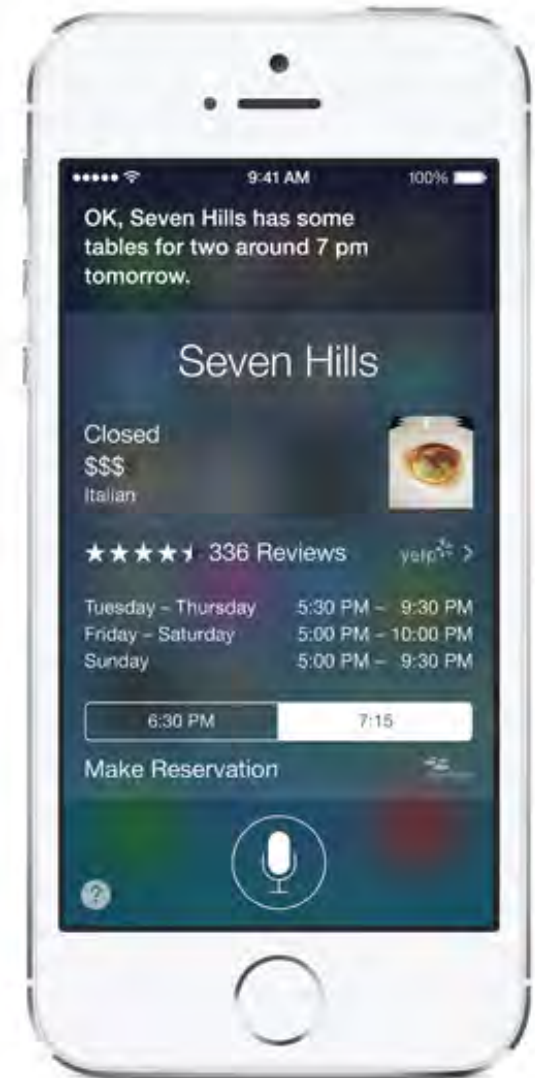 9:41 AM 100%
OK, Seven Hills has some
tables for two around 7 pm
tomorrow.
Seven Hills
Closed
$$$
Italian
336 Reviews yelp
Tuesday – Thursday 5:30 PM – 9:30 PM
Friday – Saturday 5:00 PM – 10:00 PM
Sunday 5:00 PM – 9:30 PM
6:30 PM 7:15
Make Reservation
?